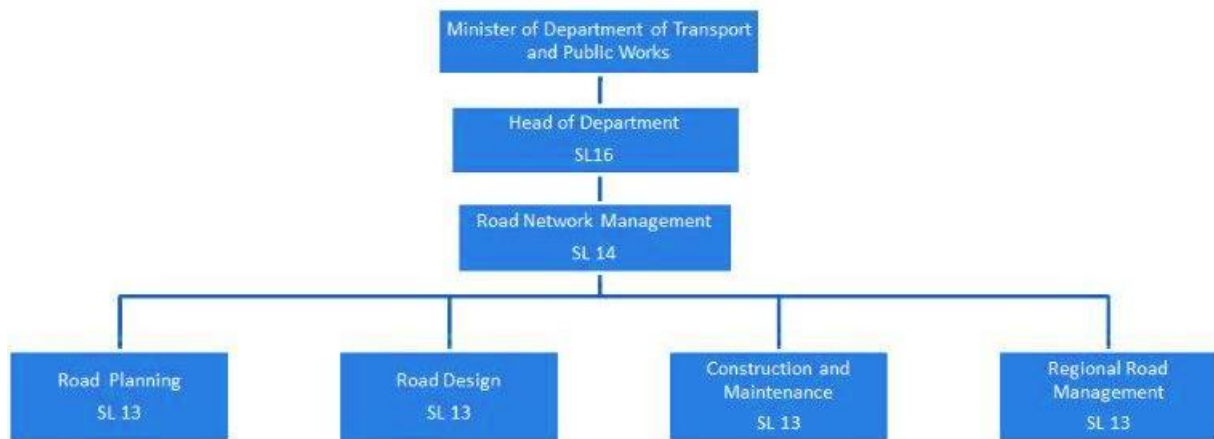 Minister of Department of Transport
and Public Works
Head of Department
SL16
Road Network Management
SL 14
Road Planning
SL 13
Road Design
SL 13
Construction and
Maintenance
SL 13
Regional Road
Management
SL 13